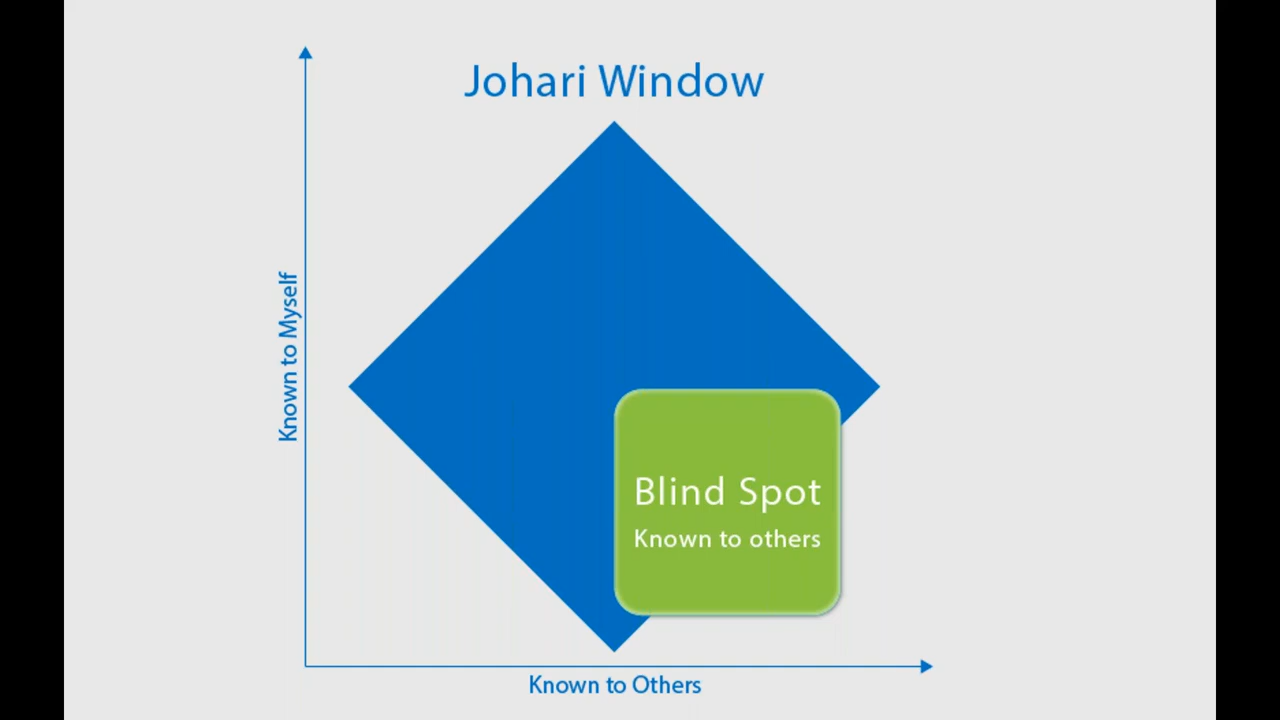 Johari Window
Known to Myself
Blind Spot
Known to others
Known to Others